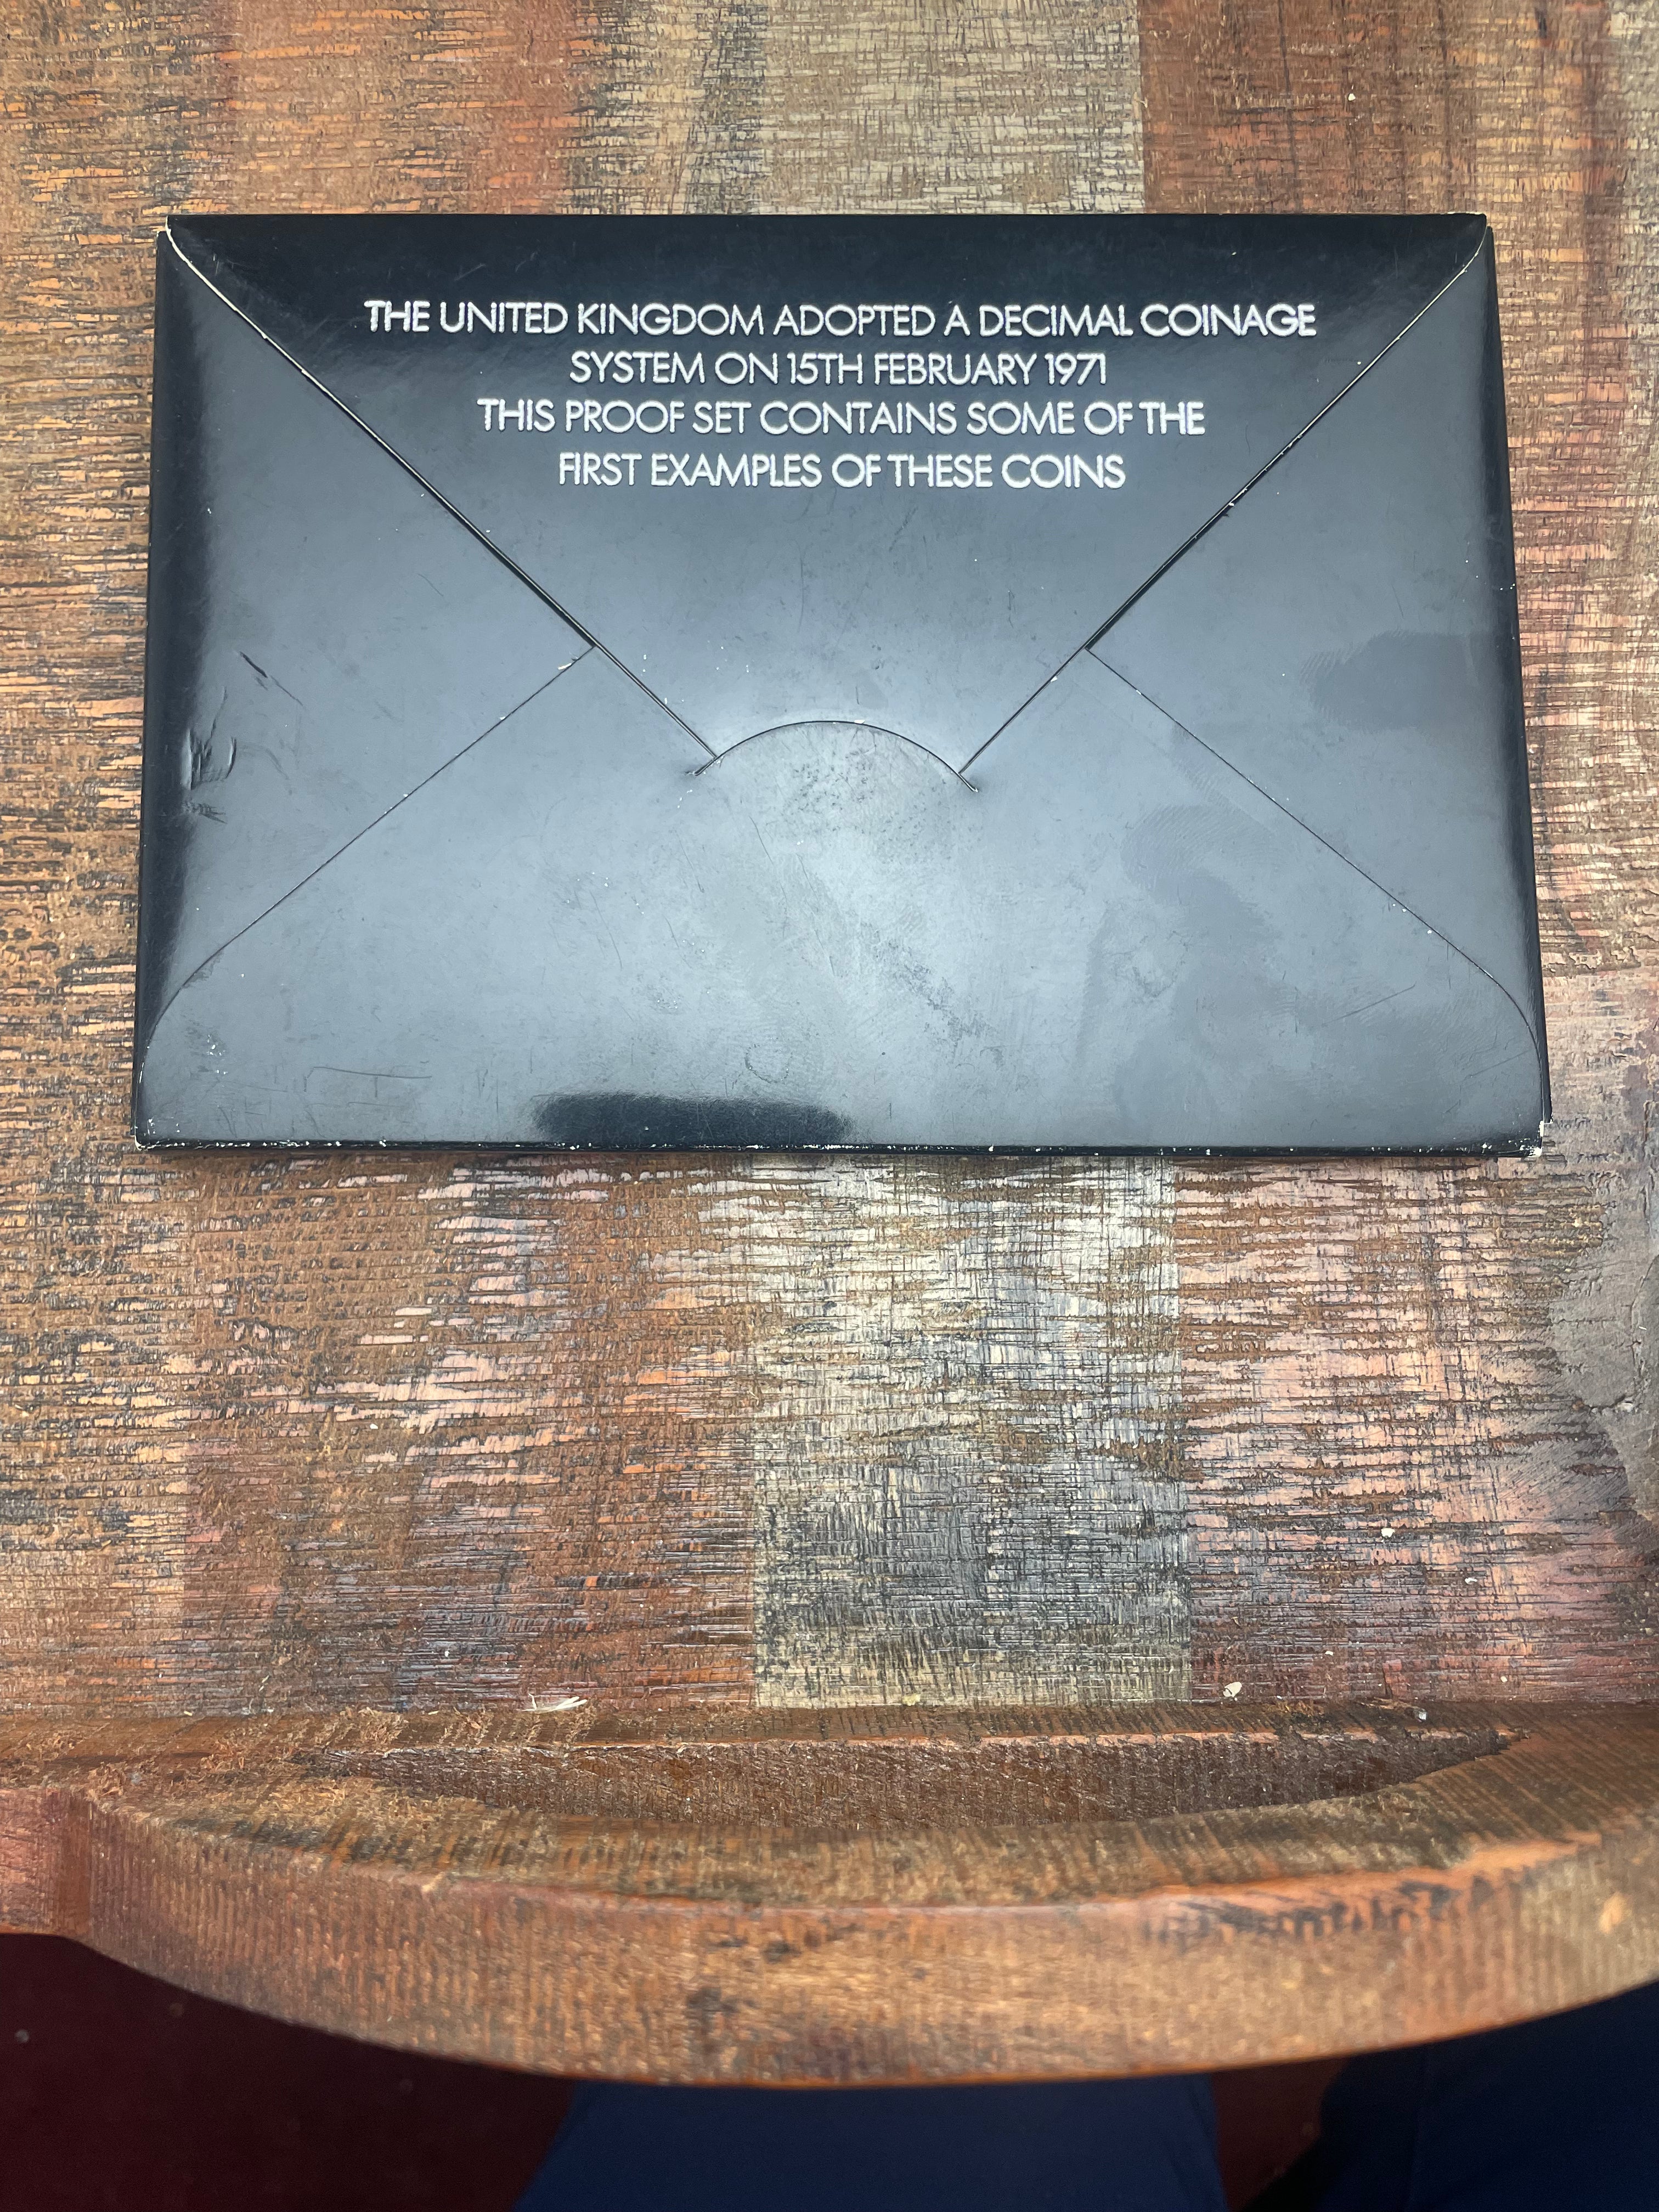 THE UNITED KINGDOM ADOPTED A DECIMAL COINAGE
SYSTEM ON 15TH FEBRUARY 1971
THIS PROOF SET CONTAINS SOME OF THE
FIRST EXAMPLES OF THESE COINS